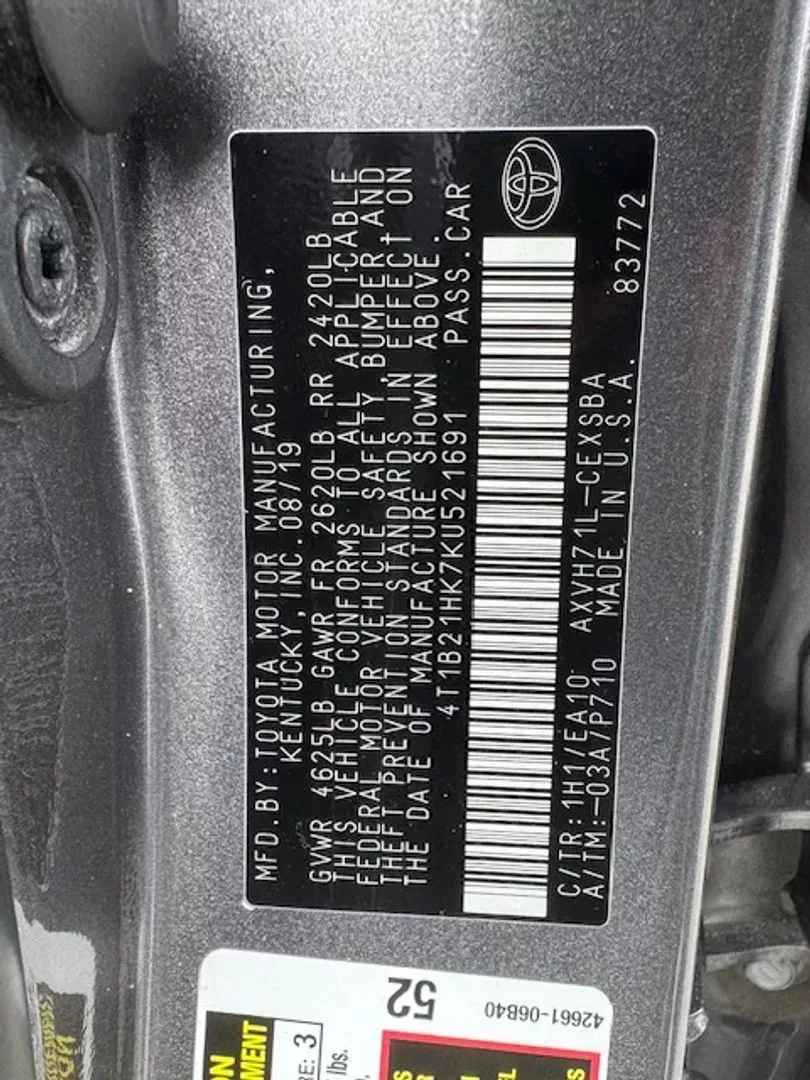 MFD.BY:TOYOTA MOTOR MANUFACTURING,
KENTUCKY, INC.08/19
GVWR 4625LB GAWR FR 2620LB RR 2420LB
THIS VEHICLE CONFORMS TO ALL APPLICABLE
FEDERAL MOTOR VEHICLE SAFETY, BUMPER, AND
THEFT PREVENTION STANDARDS IN EFFECT ON
THE DATE OF MANUFACTURE SHOWN ABOVE.
4T1B21HK7KU521691 PASS.CAR
C/TR:1H1/EA10 AXVH71L-CEXSBA
A/TM:-03A/P710 MADE IN U.S.A. 83772
52
42661-06B40
RE: 3
lbs.